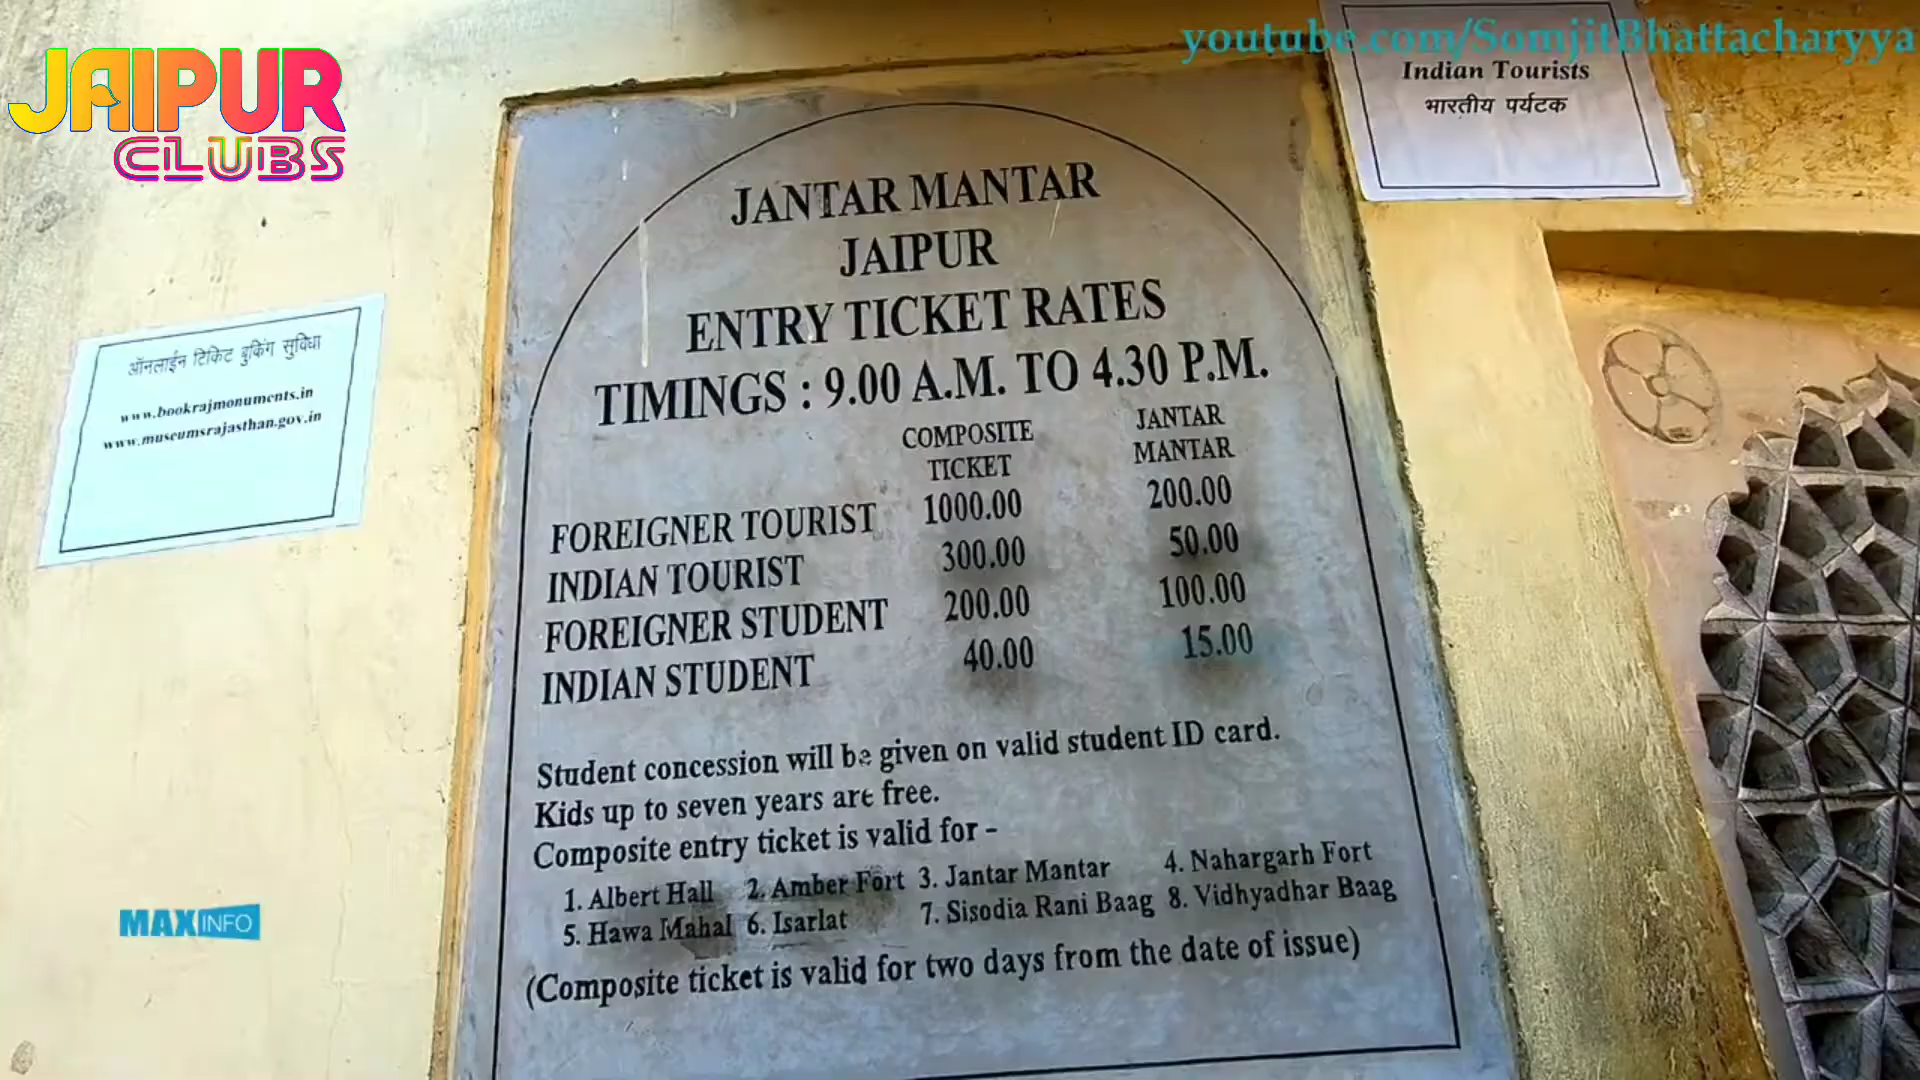 JAIPUR
CLUBS
youtube.com/SomjitBhattacharyya
Indian Tourists
भारतीय पर्यटक
ऑनलाईन टिकिट बुकिंग सुविधा
www.bookrajmonuments.in
www.museumsrajasthan.gov.in
JANTAR MANTAR
JAIPUR
ENTRY TICKET RATES
TIMINGS : 9.00 A.M. TO 4.30 P.M.
COMPOSITE TICKET JANTAR MANTAR
FOREIGNER TOURIST 1000.00 200.00
INDIAN TOURIST 300.00 50.00
FOREIGNER STUDENT 200.00 100.00
INDIAN STUDENT 40.00 15.00
Student concession will be given on valid student ID card.
Kids up to seven years are free.
Composite entry ticket is valid for -
1. Albert Hall 2. Amber Fort 3. Jantar Mantar 4. Nahargarh Fort
5. Hawa Mahal 6. Isarlat 7. Sisodia Rani Baag 8. Vidhyadhar Baag
(Composite ticket is valid for two days from the date of issue)
MAXINFO